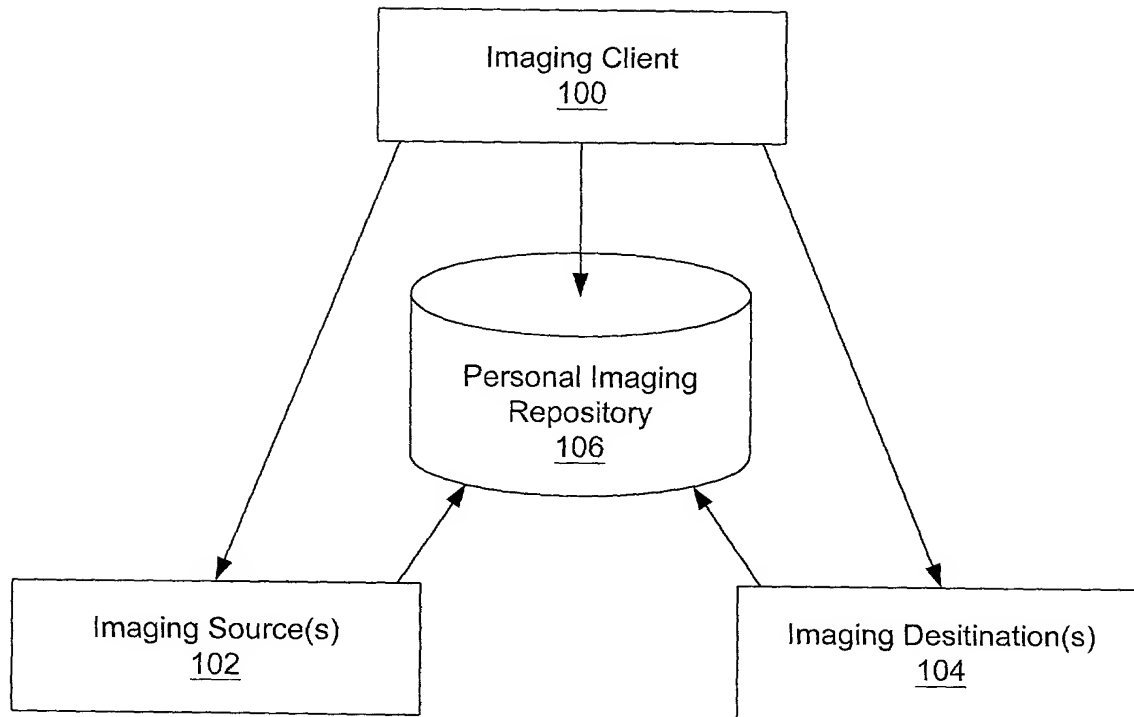 Imaging Client
100
Personal Imaging
Repository
106
Imaging Source(s)
102
Imaging Desitination(s)
104